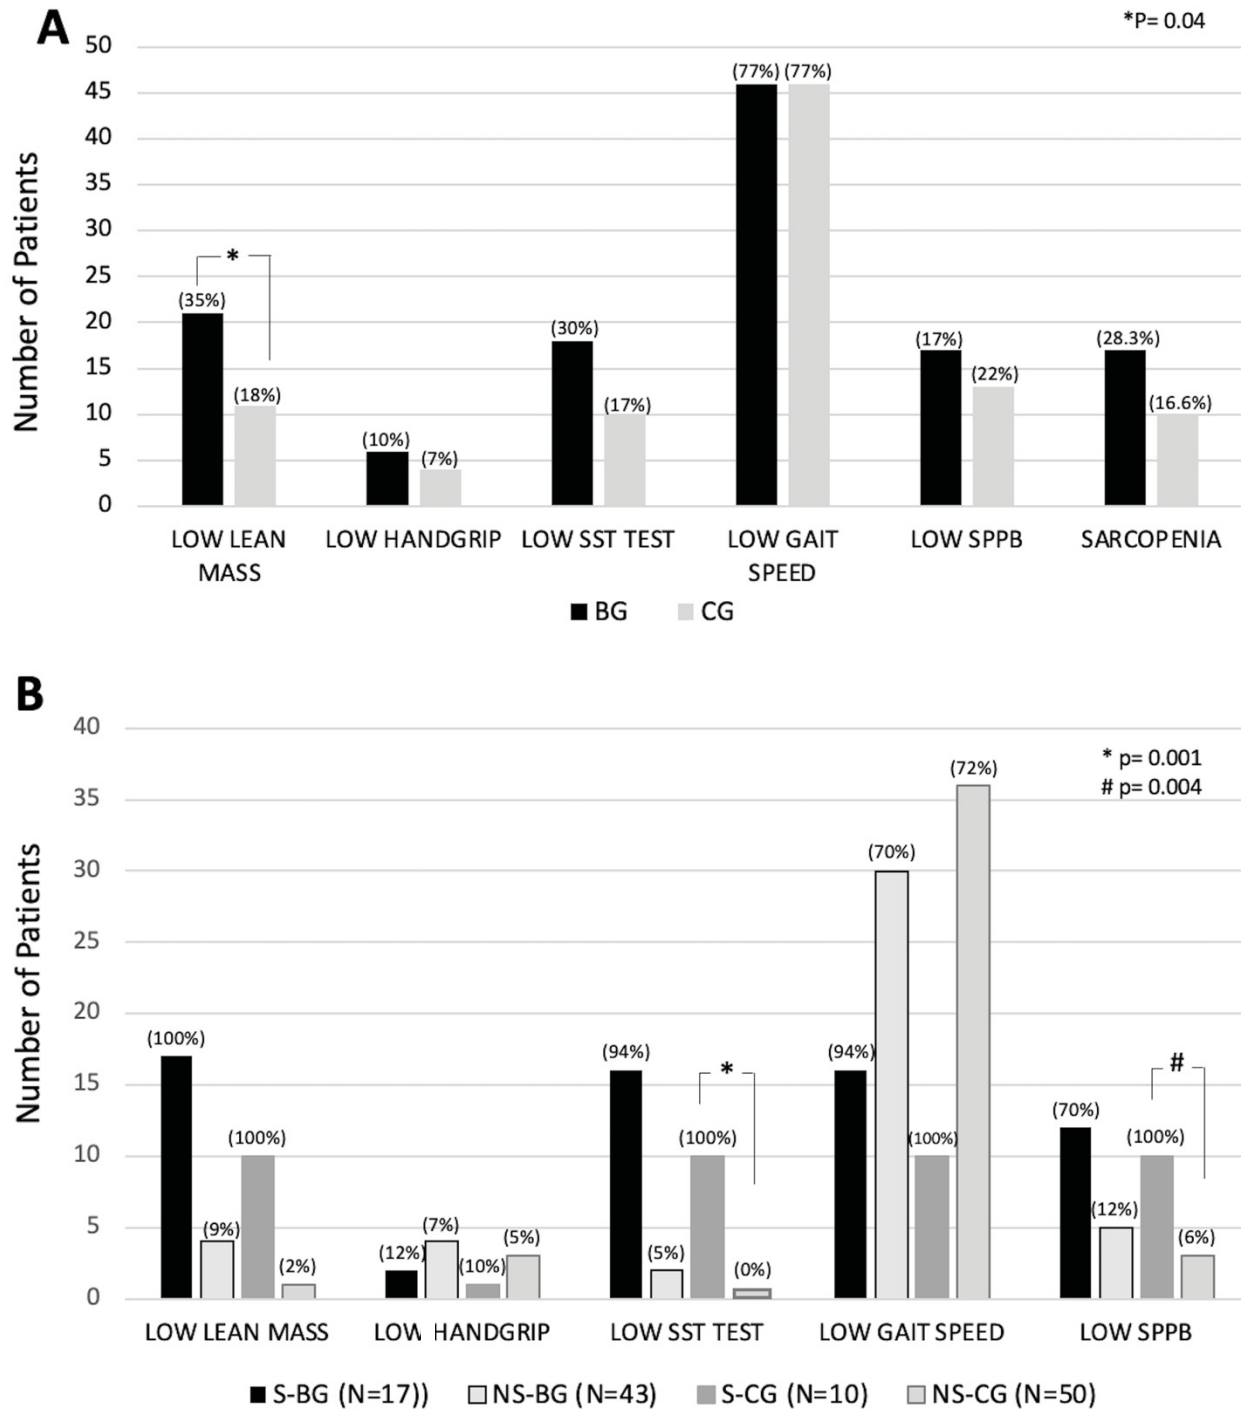 A
*P= 0.04
Number of Patients
50
45
40
35
30
25
20
15
10
5
0
(35%)
*
(18%)
(10%)
(7%)
(30%)
(17%)
(77%) (77%)
(17%)
(22%)
(28.3%)
(16.6%)
LOW LEAN
MASS
LOW HANDGRIP
LOW SST TEST
LOW GAIT
SPEED
LOW SPPB
SARCOPENIA
BG CG
B
* p= 0.001
# p= 0.004
Number of Patients
40
35
30
25
20
15
10
5
0
(100%)
(9%)
(100%)
(2%)
(12%)
(7%)
(10%)
(5%)
(94%)
(5%)
(100%)
*
(0%)
(94%)
(70%)
(100%)
(72%)
(70%)
(12%)
(100%)
#
(6%)
LOW LEAN MASS
LOW HANDGRIP
LOW SST TEST
LOW GAIT SPEED
LOW SPPB
S-BG (N=17)) NS-BG (N=43) S-CG (N=10) NS-CG (N=50)